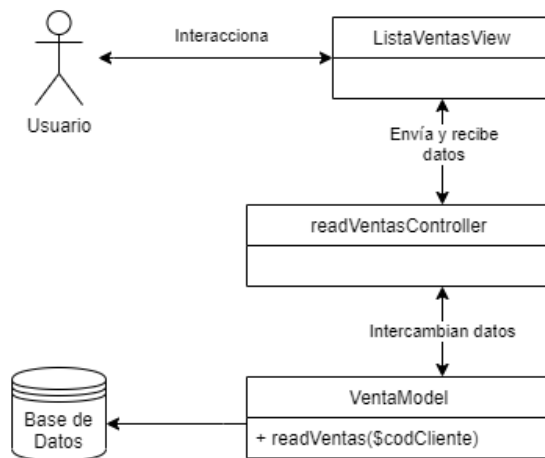 Interacciona
ListaVentasView
Usuario
Envía y recibe
datos
readVentasController
Intercambian datos
VentaModel
Base de
Datos
+ readVentas($codCliente)